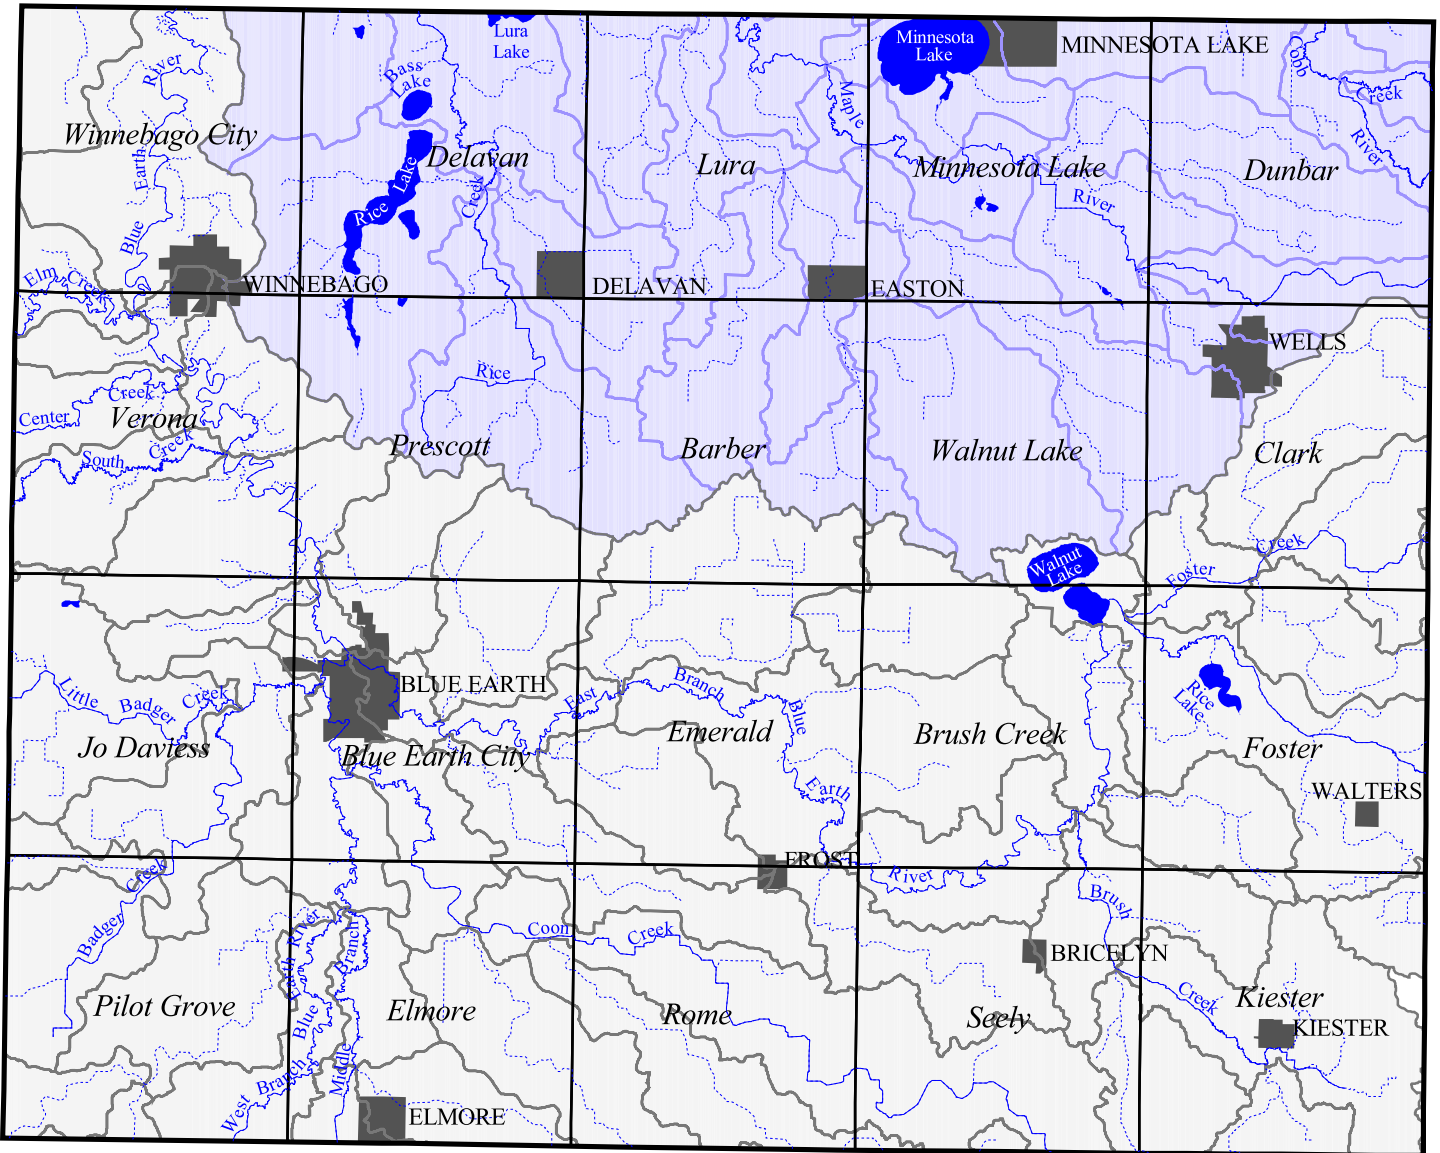 Lura
Lake
Minnesota
Lake
MINNESOTA LAKE
Cobb
Creek
River
River
Bass
Lake
Maple
Winnebago City
Delavan
Lura
Minnesota Lake
Dunbar
Earth
Lake
Rice
Creek
River
Blue
Elm Creek
WINNEBAGO
DELAVAN
EASTON
WELLS
Rice
Creek
Center
Verona
Creek
South
Prescott
Barber
Walnut Lake
Clark
Walnut
Lake
Creek
Foster
BLUE EARTH
Little
Badger
Creek
East
Branch
Blue
Rice
Lake
Jo Davless
Blue Earth City
Emerald
Brush Creek
Foster
Earth
WALTERS
FROST
Creek
River
Brush
Badger
River
Branch
Coon
Creek
BRICELYN
Earth
Pilot Grove
Elmore
Rome
Seely
Creek
Kiester
KIESTER
Blue
Middle
Branch
West
ELMORE